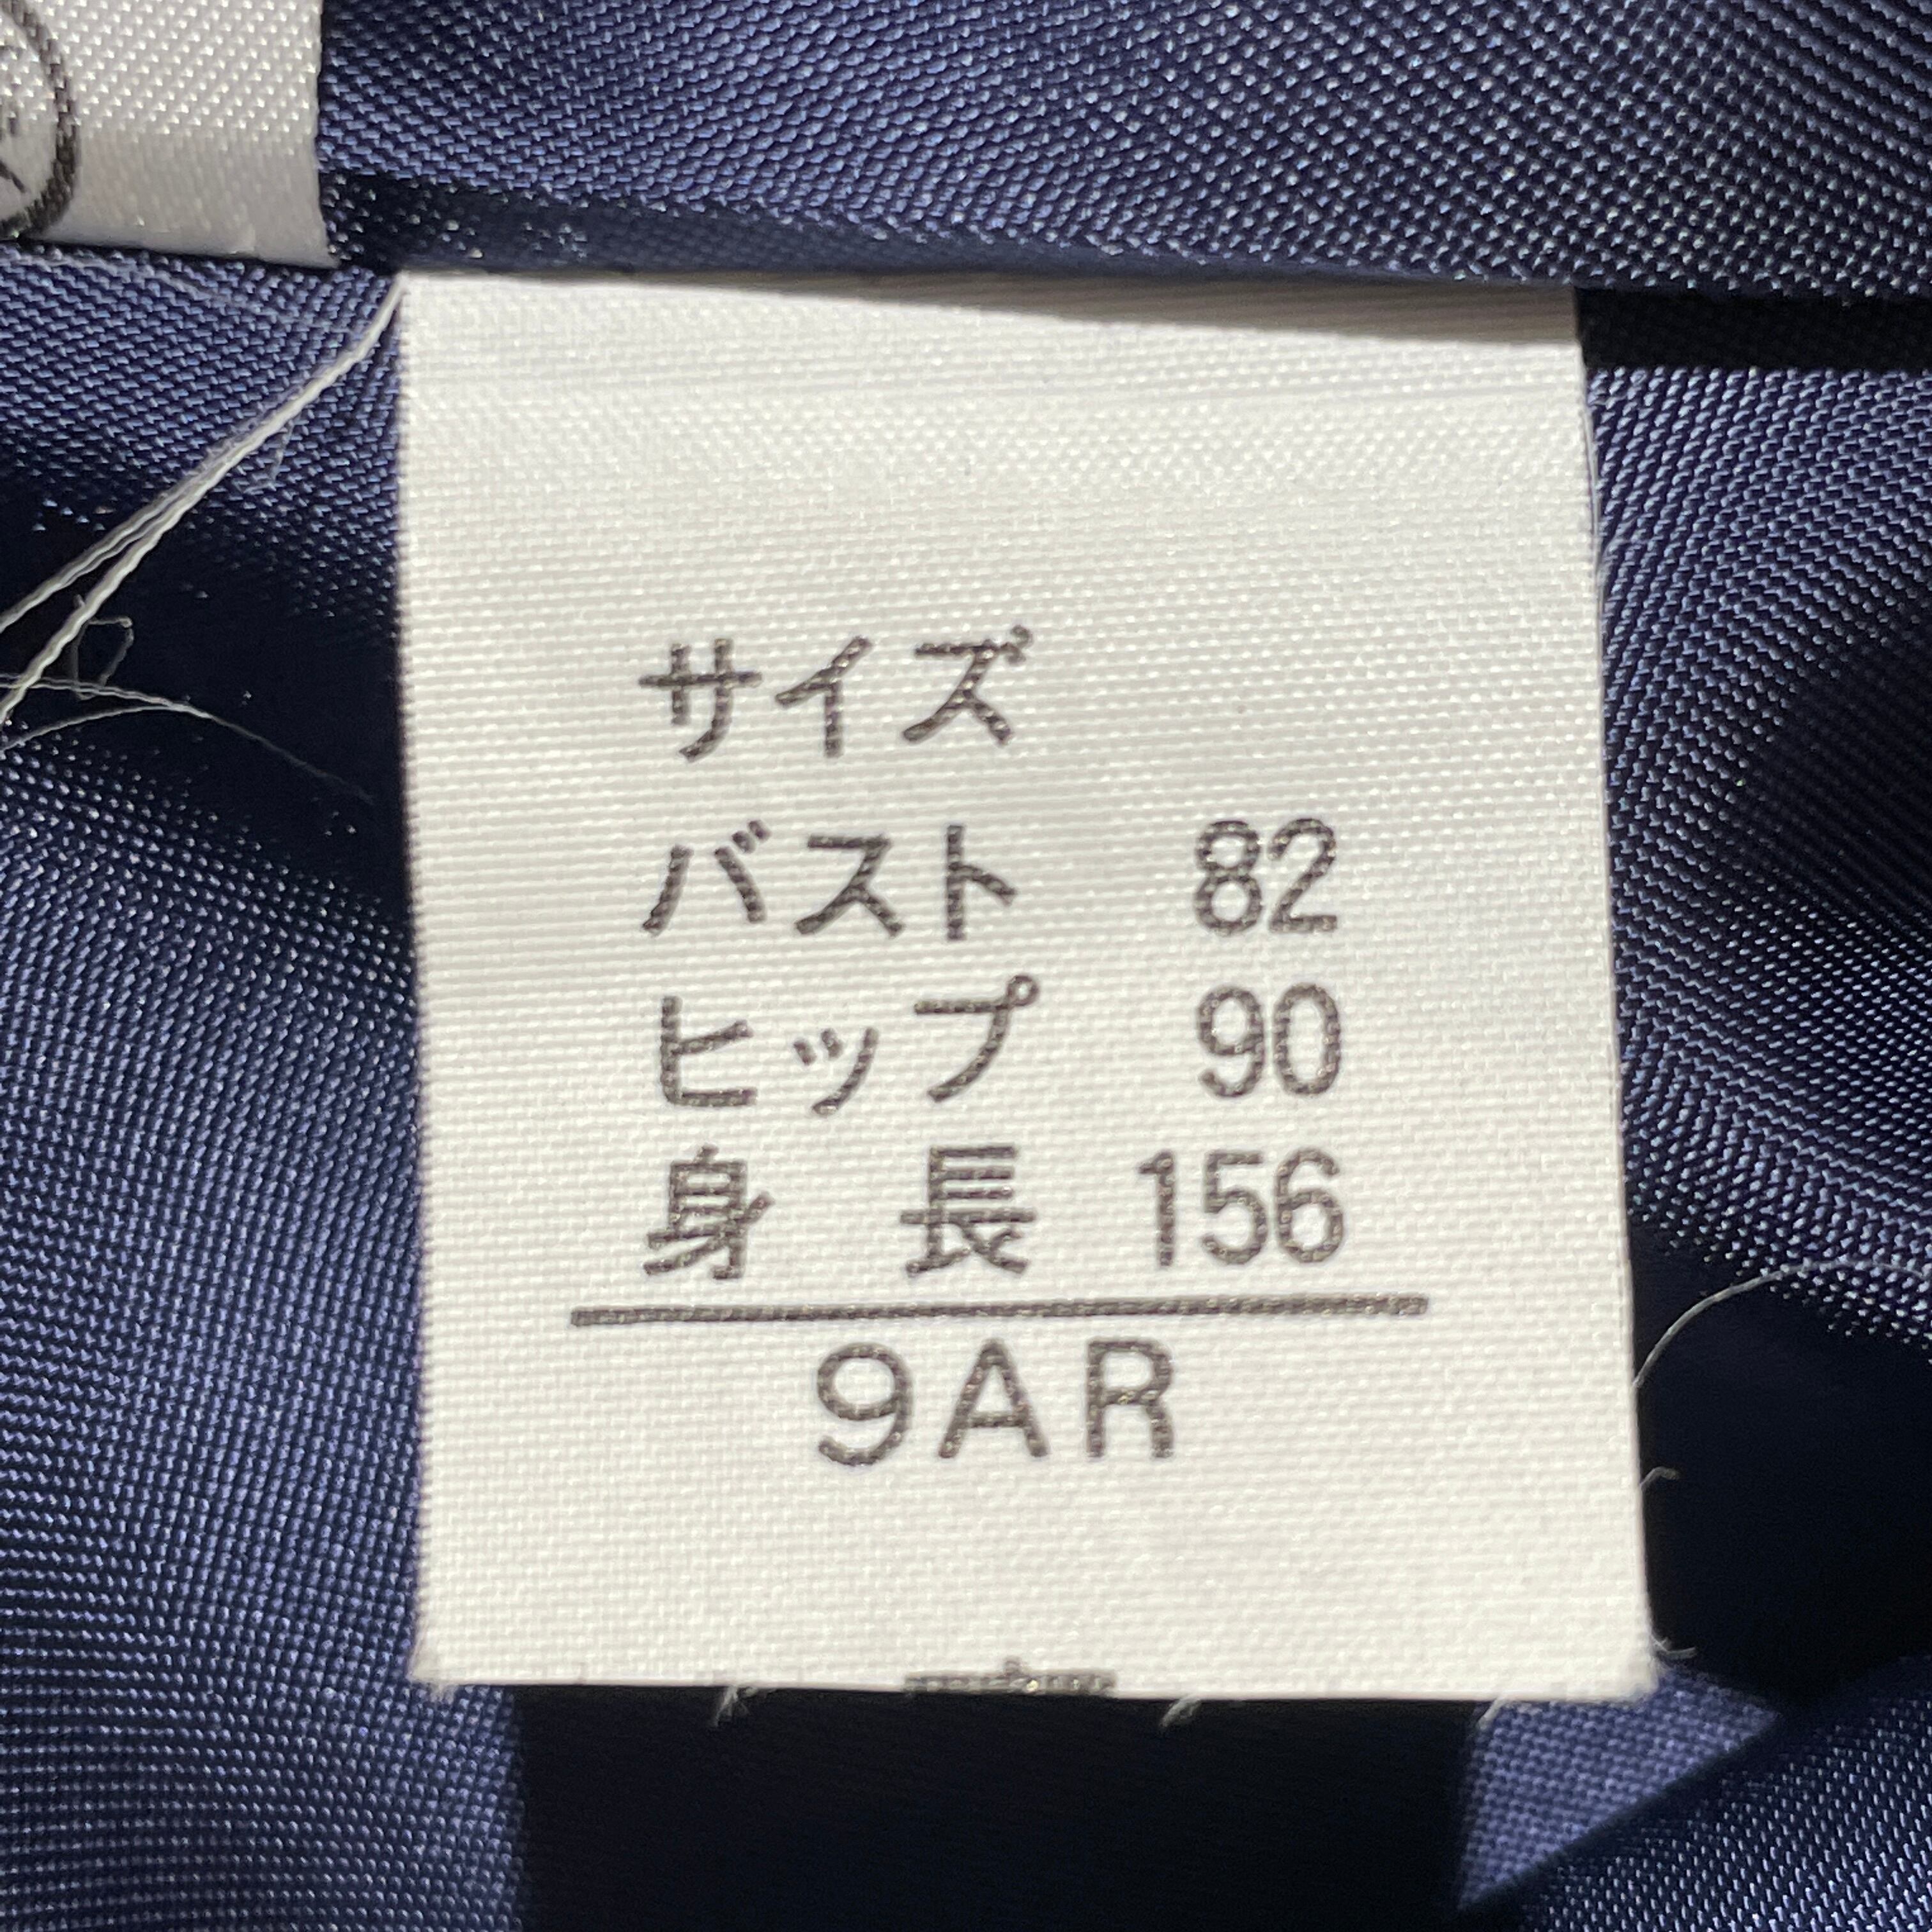 サイズ
バスト 82
ヒップ 90
身 長 156
9AR